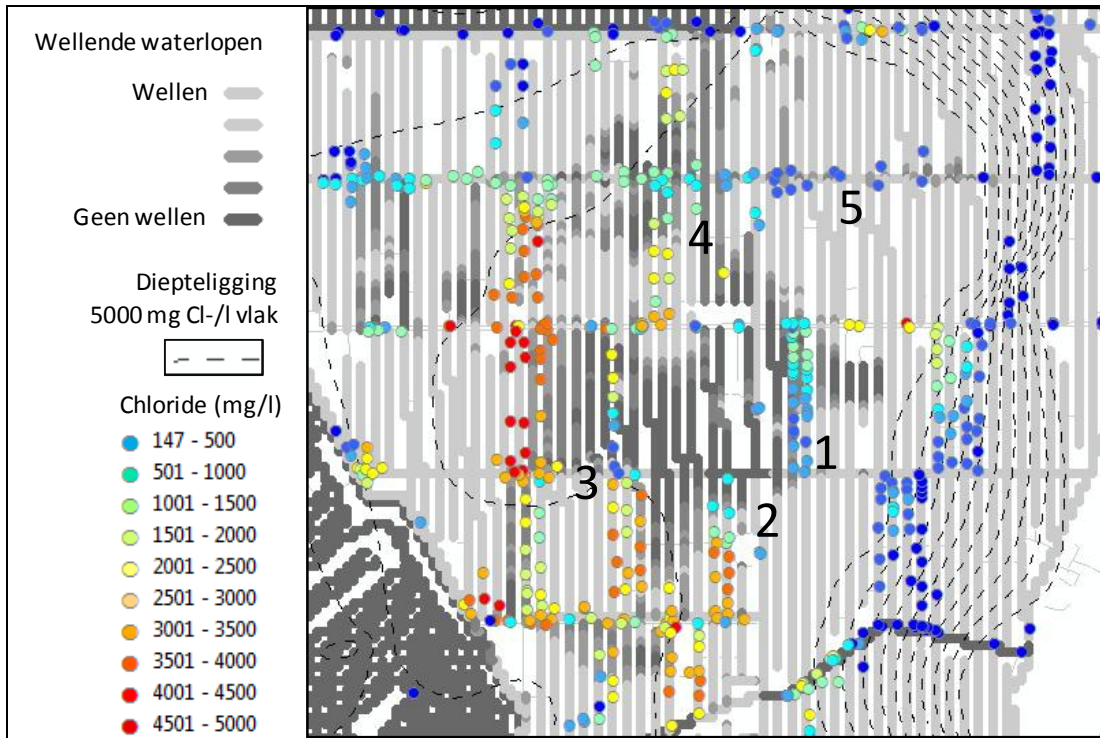 Wellende waterlopen
Wellen
Geen wellen
Diepteligging
5000 mg Cl-/l vlak
Chloride (mg/l)
147 - 500
501 - 1000
1001 - 1500
1501 - 2000
2001 - 2500
2501 - 3000
3001 - 3500
3501 - 4000
4001 - 4500
4501 - 5000
5
4
1
3
2